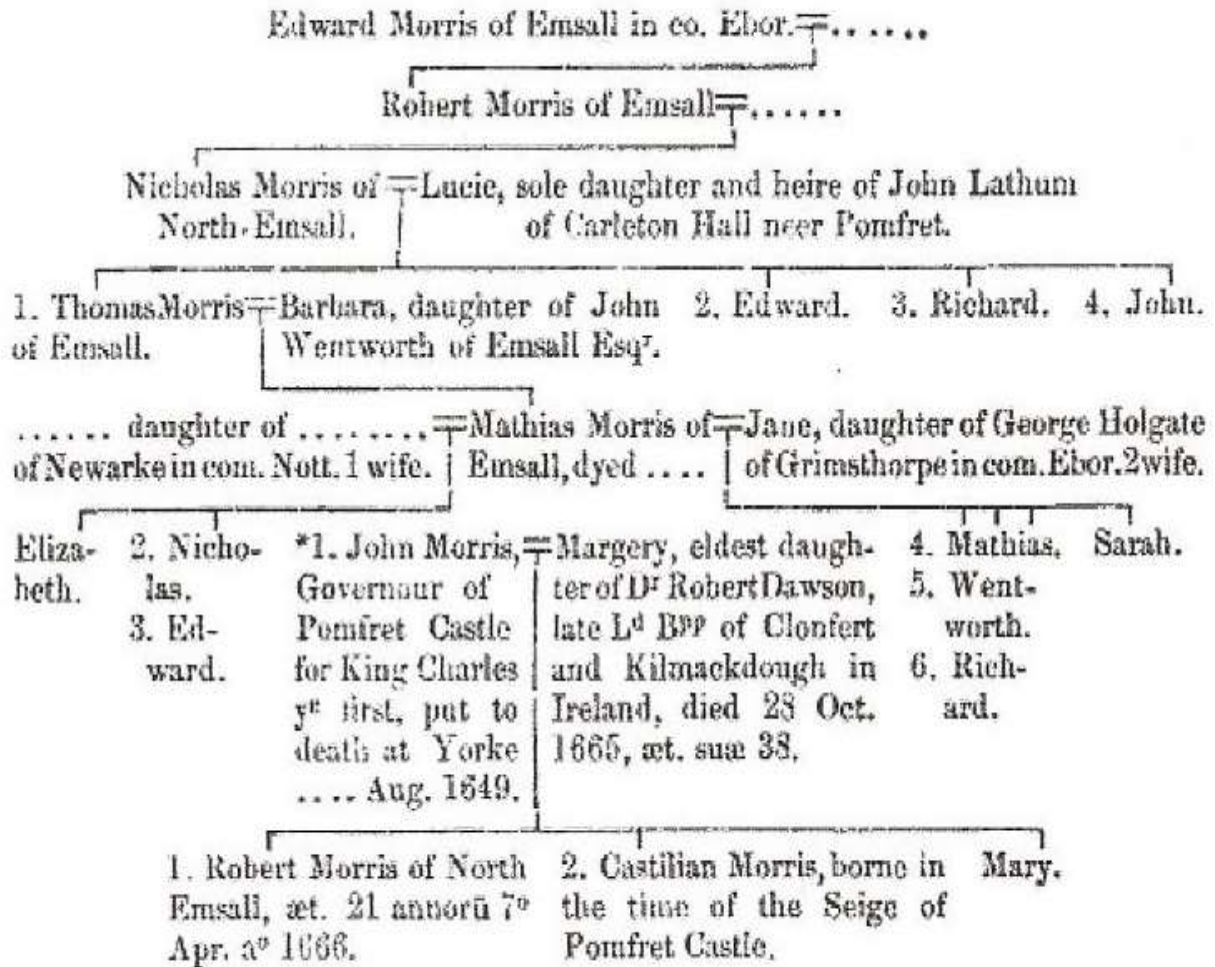 Edward Morris of Emsall in co. Ebor.=......
Robert Morris of Emsall=......
Nicholas Morris of =Lucie, sole daughter and heire of John Lathum
North-Emsall. of Carleton Hall neer Pomfret.
1. Thomas Morris=Barbara, daughter of John 2. Edward. 3. Richard. 4. John.
of Emsall. Wentworth of Emsall Esqr.
...... daughter of ........=Mathias Morris of=Jane, daughter of George Holgate
of Newarke in com. Nott. 1 wife. Emsall, dyed .... of Grimsthorpe in com. Ebor. 2 wife.
Eliza- 2. Nicho- *1. John Morris,=Margery, eldest daugh- 4. Mathias. Sarah.
beth. las. Governour of ter of Dr Robert Dawson, 5. Went-
3. Ed- Pomfret Castle late Ld Bpp of Clonfert worth.
ward. for King Charles and Kilmackdough in 6. Rich-
ye first, put to Ireland, died 28 Oct. ard.
death at Yorke 1665, æt. suæ 38.
.... Aug. 1649.
1. Robert Morris of North 2. Castilian Morris, borne in Mary.
Emsall, æt. 21 annorū 7o the time of the Seige of
Apr. ao 1666. Pomfret Castle.